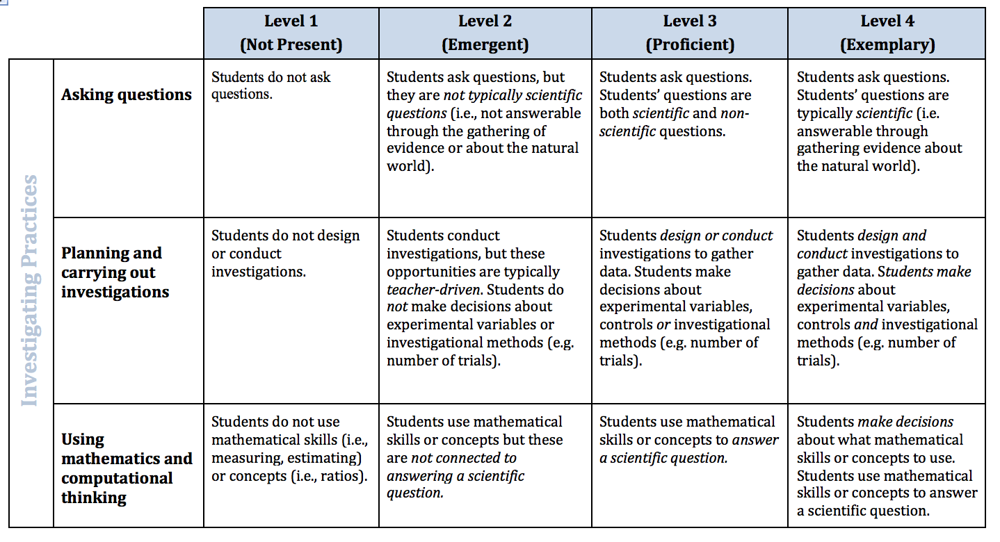 Level 1
(Not Present)
Level 2
(Emergent)
Level 3
(Proficient)
Level 4
(Exemplary)
Investigating Practices
Asking questions
Students do not ask
questions.
Students ask questions, but
they are not typically scientific
questions (i.e., not answerable
through the gathering of
evidence or about the natural
world).
Students ask questions.
Students’ questions are
both scientific and non-
scientific questions.
Students ask questions.
Students’ questions are
typically scientific (i.e.
answerable through
gathering evidence about
the natural world).
Planning and
carrying out
investigations
Students do not design
or conduct
investigations.
Students conduct
investigations, but these
opportunities are typically
teacher-driven. Students do
not make decisions about
experimental variables or
investigational methods (e.g.
number of trials).
Students design or conduct
investigations to gather
data. Students make
decisions about
experimental variables,
controls or investigational
methods (e.g. number of
trials).
Students design and
conduct investigations to
gather data. Students make
decisions about
experimental variables,
controls and investigational
methods (e.g. number of
trials).
Using
mathematics and
computational
thinking
Students do not use
mathematical skills (i.e.,
measuring, estimating)
or concepts (i.e., ratios).
Students use mathematical
skills or concepts but these
are not connected to
answering a scientific
question.
Students use mathematical
skills or concepts to answer
a scientific question.
Students make decisions
about what mathematical
skills or concepts to use.
Students use mathematical
skills or concepts to answer
a scientific question.